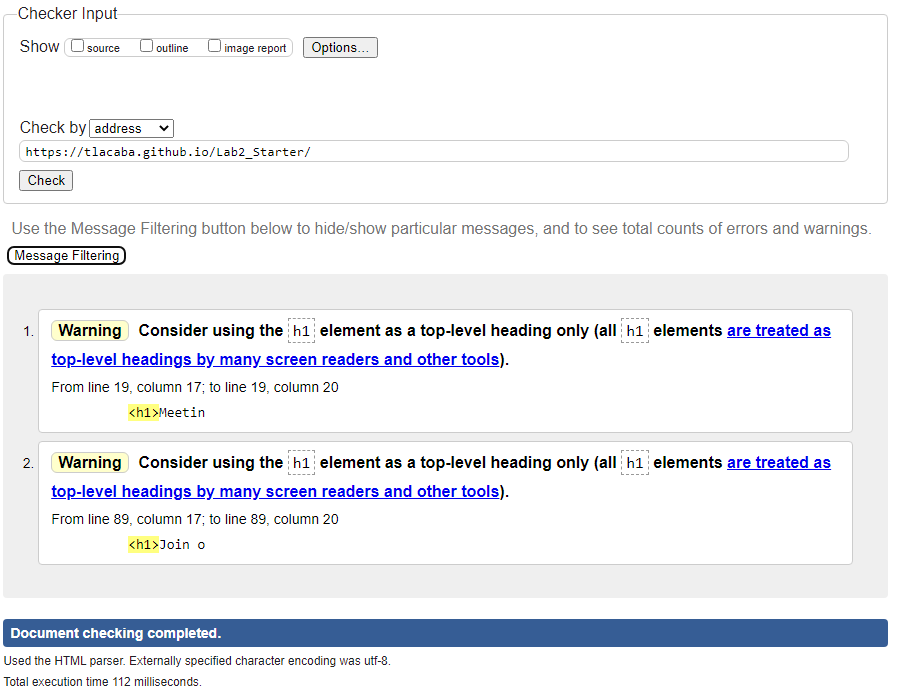 Checker Input
Show source outline image report Options...
Check by address
https://tlacaba.github.io/Lab2_Starter/
Check
Use the Message Filtering button below to hide/show particular messages, and to see total counts of errors and warnings.
Message Filtering
1. Warning Consider using the h1 element as a top-level heading only (all h1 elements are treated as
top-level headings by many screen readers and other tools).
From line 19, column 17; to line 19, column 20
<h1>Meetin
2. Warning Consider using the h1 element as a top-level heading only (all h1 elements are treated as
top-level headings by many screen readers and other tools).
From line 89, column 17; to line 89, column 20
<h1>Join o
Document checking completed.
Used the HTML parser. Externally specified character encoding was utf-8.
Total execution time 112 milliseconds.